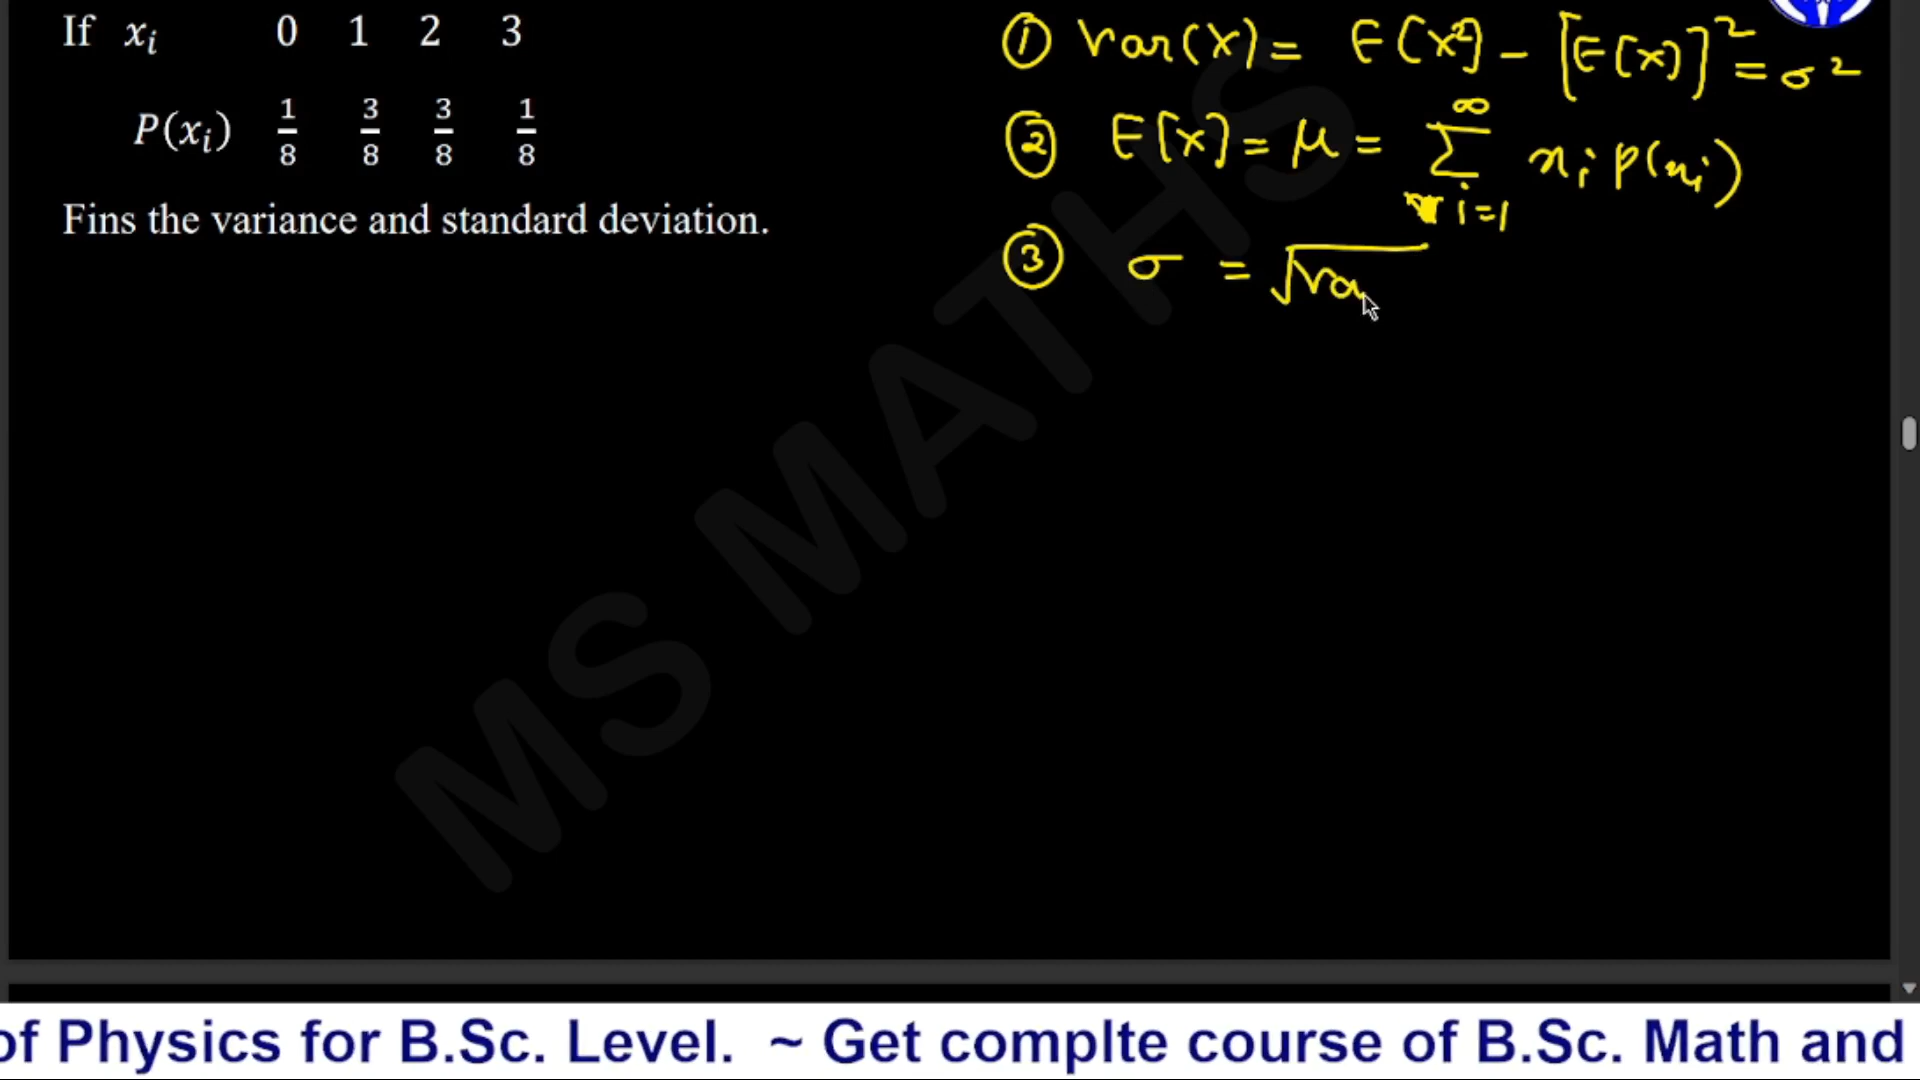 If xᵢ 0 1 2 3
P(xᵢ) 1/8 3/8 3/8 1/8
Fins the variance and standard deviation.
① Var(X) = E[X²] - [E[X]]² = σ²
② E[X] = μ = ∑_{i=1}^{∞} xᵢ P(xᵢ)
③ σ = √Va
MS MATHS
of Physics for B.Sc. Level. ~ Get complte course of B.Sc. Math and